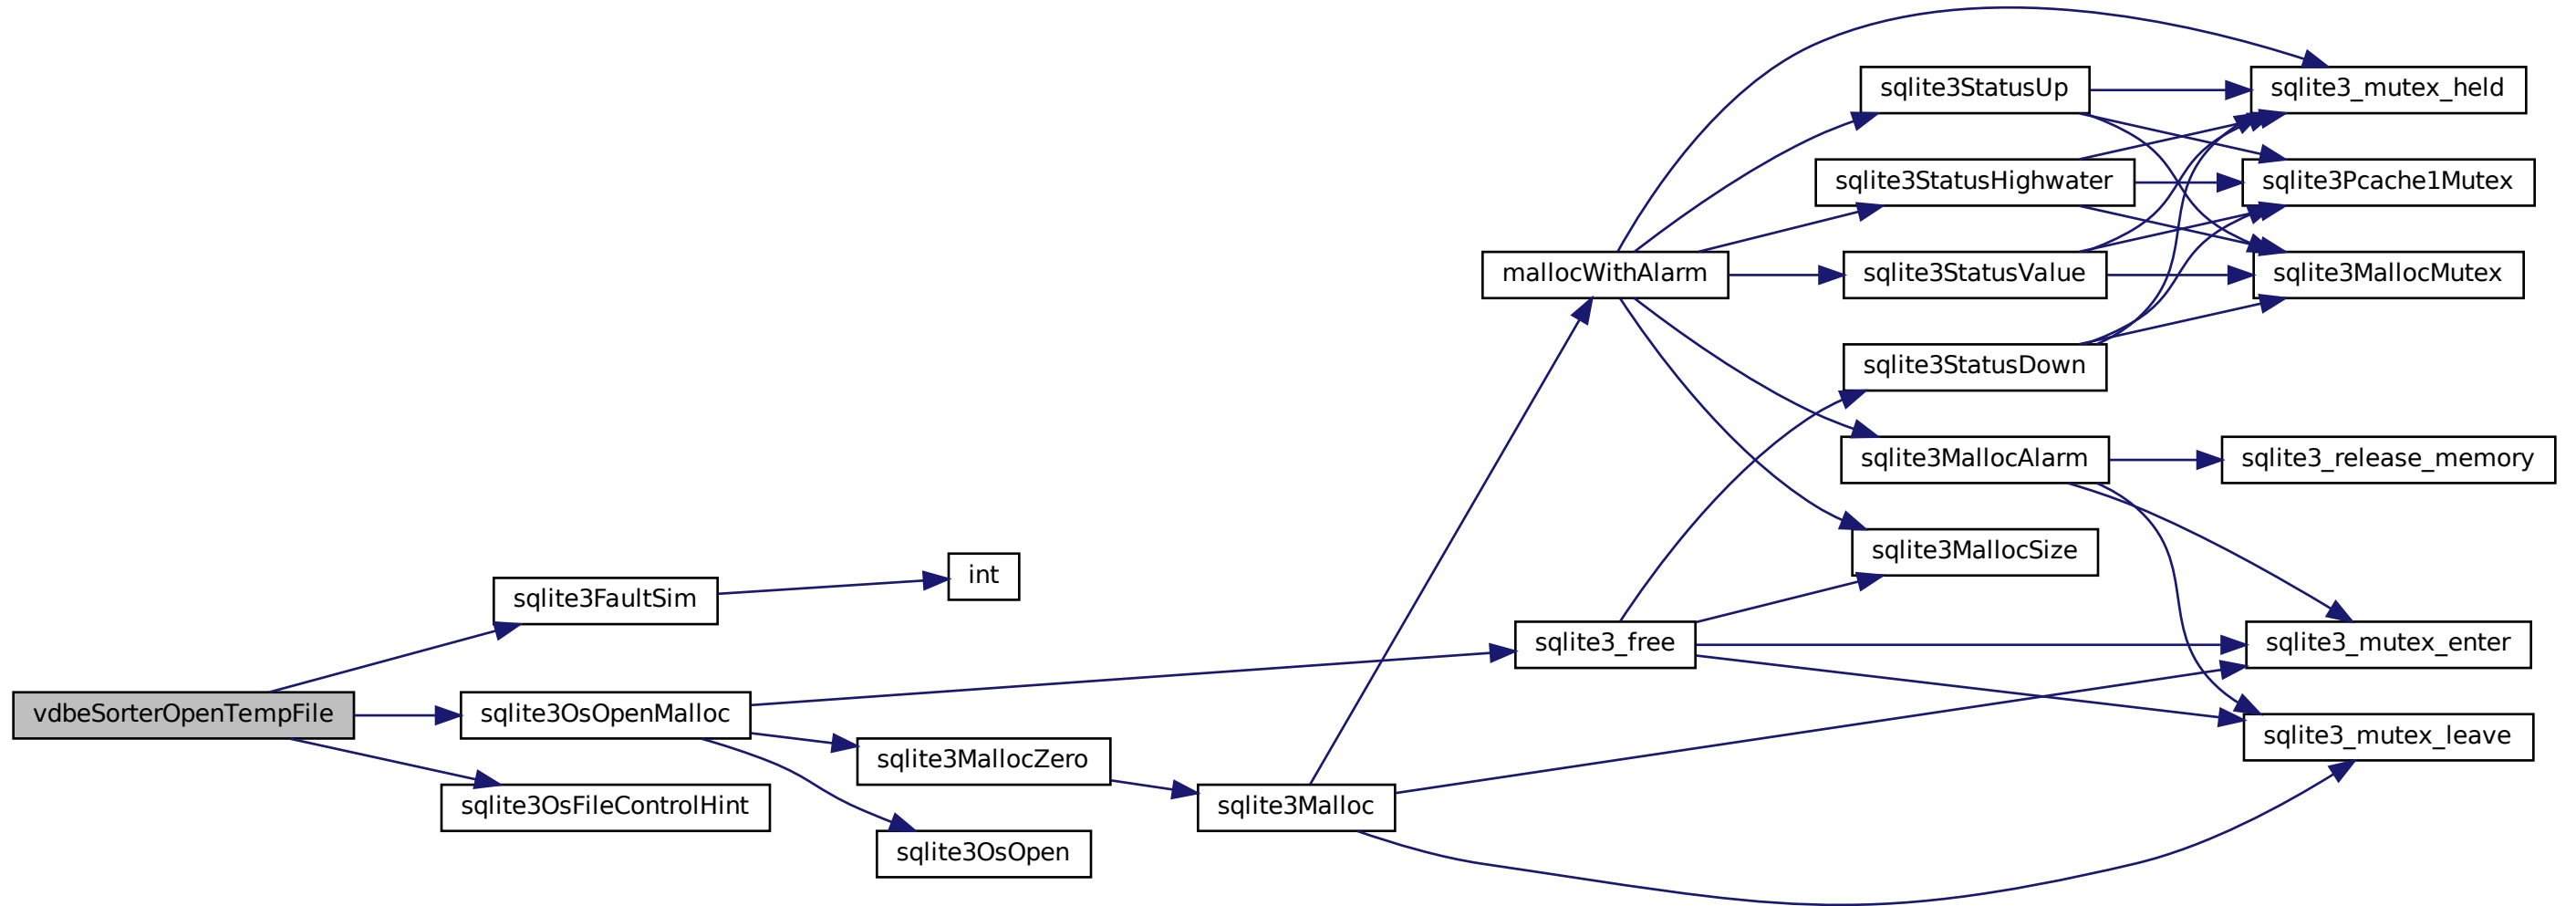 sqlite3StatusUp
sqlite3_mutex_held
sqlite3StatusHighwater
sqlite3Pcache1Mutex
mallocWithAlarm
sqlite3StatusValue
sqlite3MallocMutex
sqlite3StatusDown
sqlite3MallocAlarm
sqlite3_release_memory
sqlite3MallocSize
int
sqlite3FaultSim
sqlite3_free
sqlite3_mutex_enter
vdbeSorterOpenTempFile
sqlite3OsOpenMalloc
sqlite3_mutex_leave
sqlite3MallocZero
sqlite3OsFileControlHint
sqlite3Malloc
sqlite3OsOpen